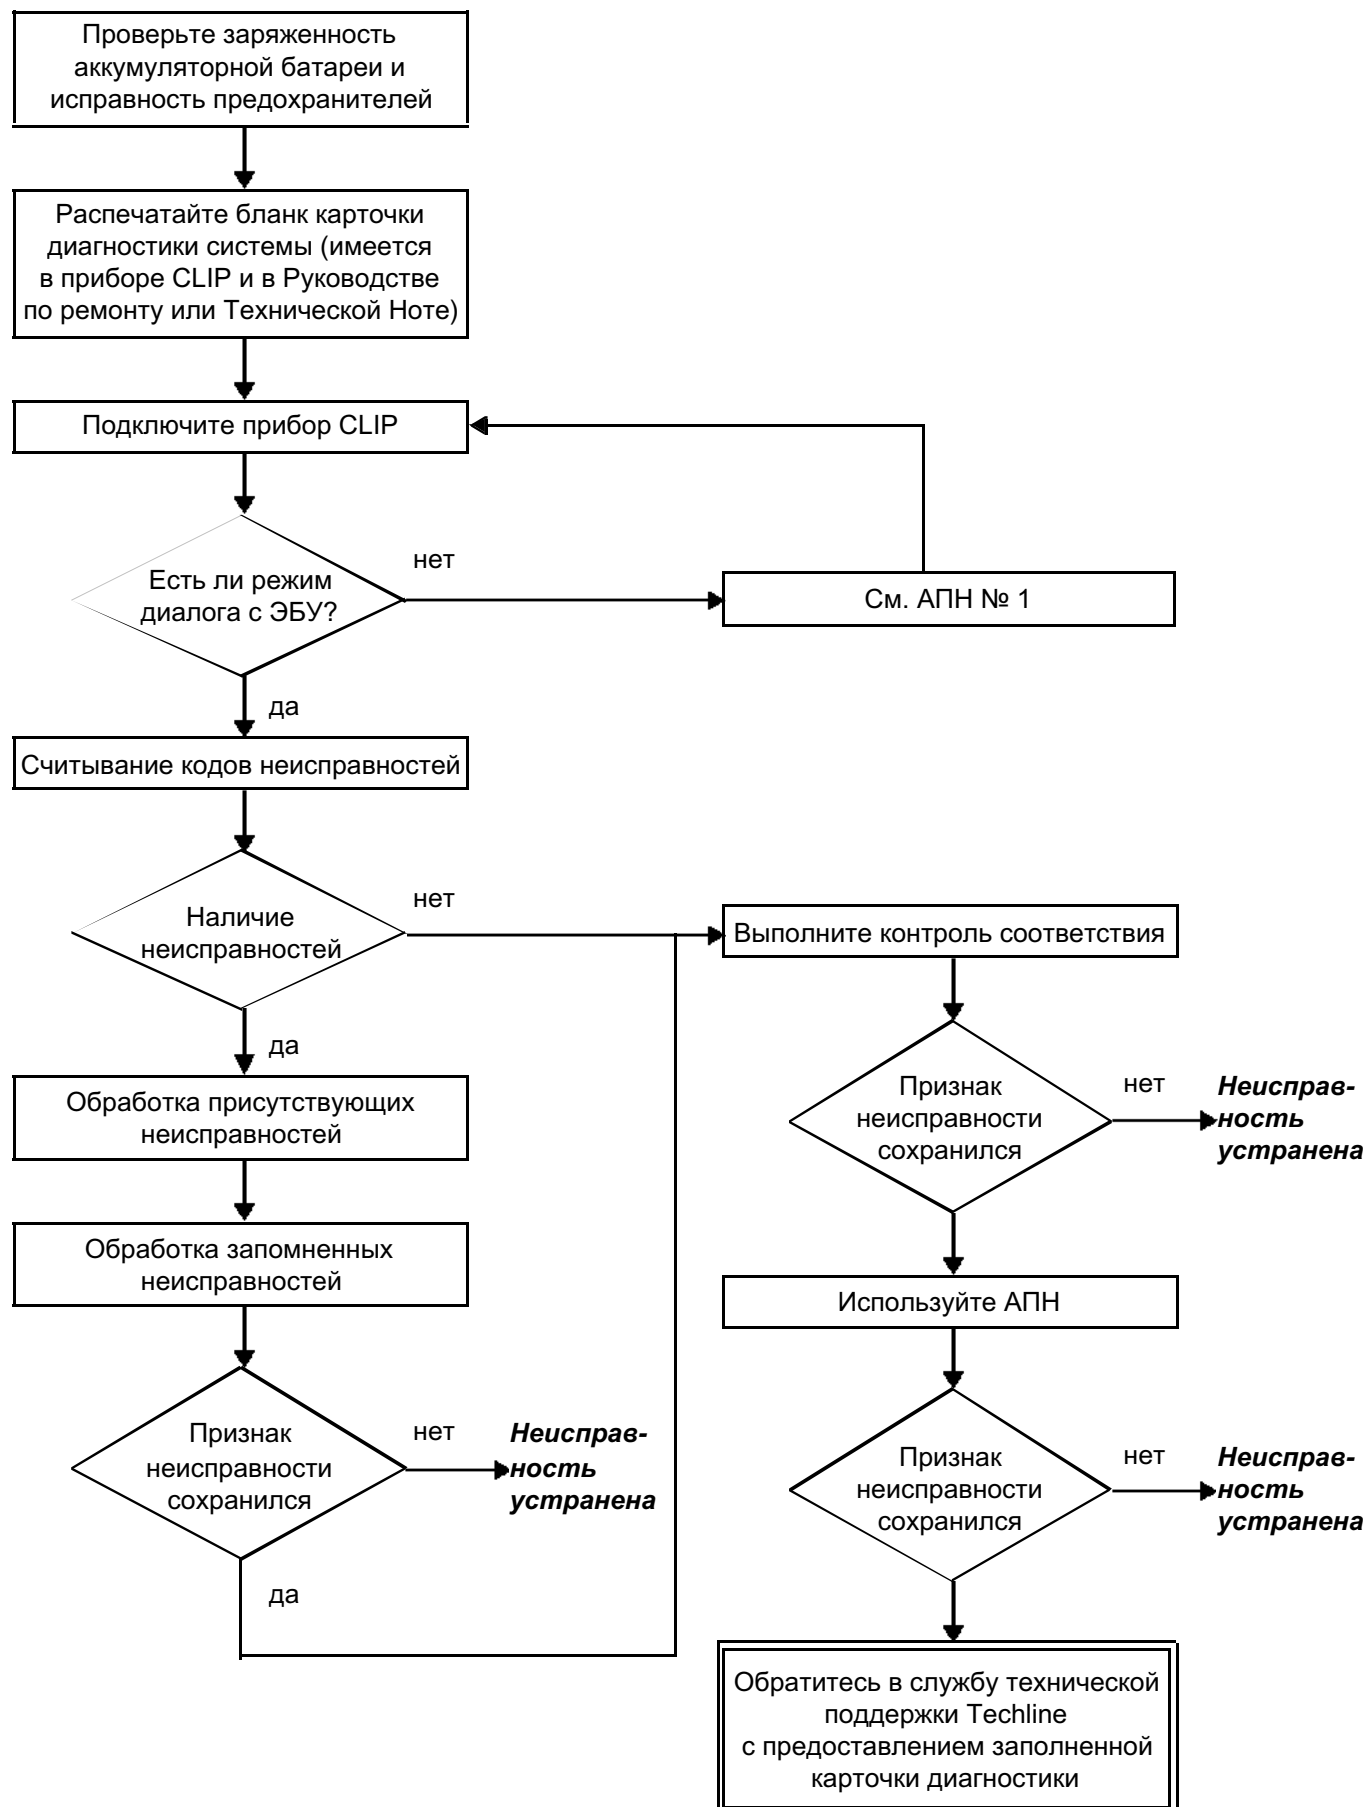 Проверьте заряженность
аккумуляторной батареи и
исправность предохранителей
Распечатайте бланк карточки
диагностики системы (имеется
в приборе CLIP и в Руководстве
по ремонту или Технической Ноте)
Подключите прибор CLIP
Есть ли режим
диалога с ЭБУ?
нет
См. АПН № 1
да
Считывание кодов неисправностей
Наличие
неисправностей
нет
да
Обработка присутствующих
неисправностей
Обработка запомненных
неисправностей
Признак
неисправности
сохранился
нет
Неисправ-
ность
устранена
да
Выполните контроль соответствия
Признак
неисправности
сохранился
нет
Неисправ-
ность
устранена
Используйте АПН
Признак
неисправности
сохранился
нет
Неисправ-
ность
устранена
Обратитесь в службу технической
поддержки Techline
с предоставлением заполненной
карточки диагностики